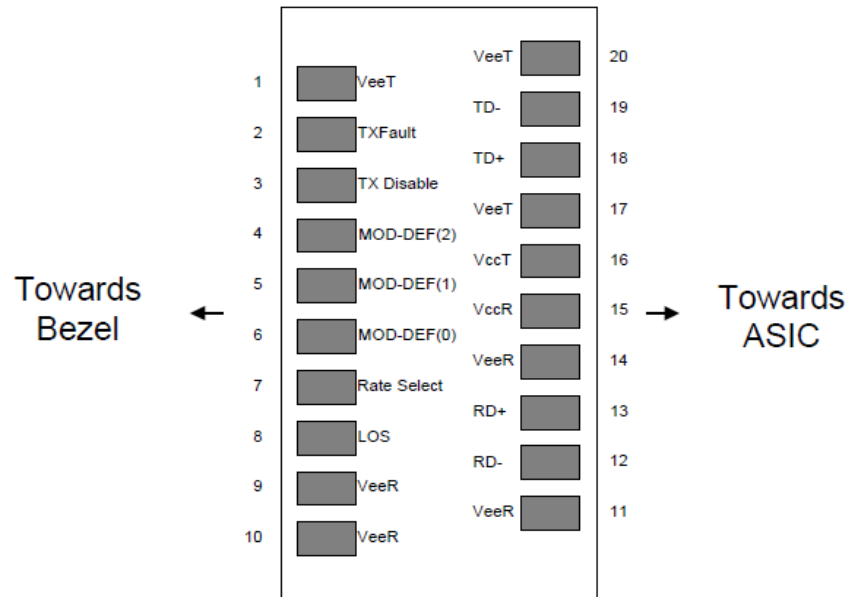 VeeT 20
1 VeeT
TD- 19
2 TXFault
TD+ 18
3 TX Disable
VeeT 17
4 MOD-DEF(2)
VccT 16
5 MOD-DEF(1)
Towards
Bezel
VccR 15
Towards
ASIC
6 MOD-DEF(0)
VeeR 14
7 Rate Select
RD+ 13
8 LOS
RD- 12
9 VeeR
VeeR 11
10 VeeR